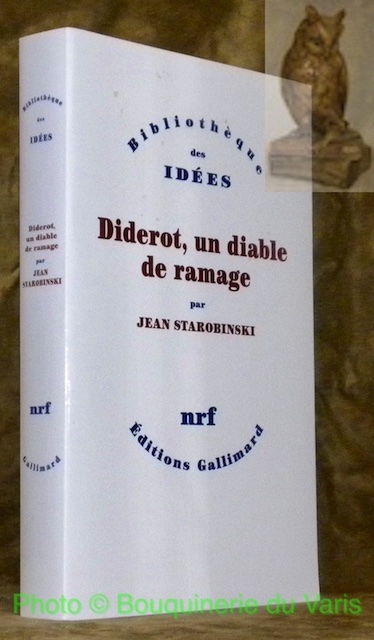 Bibliothèque
des
IDÉES
Diderot,
un diable
de ramage
par
JEAN
STAROBINSKI
nrf
Gallimard
Bibliothèque
des
IDÉES
Diderot, un diable
de ramage
par
JEAN STAROBINSKI
nrf
Éditions Gallimard
Photo © Bouquinerie du Varis